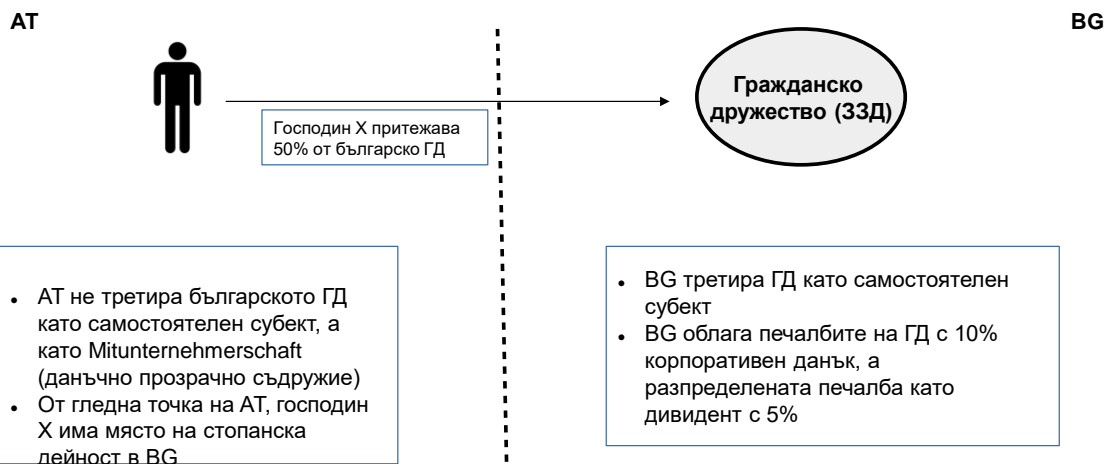 AT
BG
Гражданско
дружество (ЗЗД)
Господин X притежава
50% от българско ГД
• АТ не третира българското ГД
като самостоятелен субект, а
като Mitunternehmerschaft
(данъчно прозрачно съдружие)
• От гледна точка на АТ, господин
X има място на стопанска
дейност в BG
• BG третира ГД като самостоятелен
субект
• BG облага печалбите на ГД с 10%
корпоративен данък, а
разпределената печалба като
дивидент с 5%